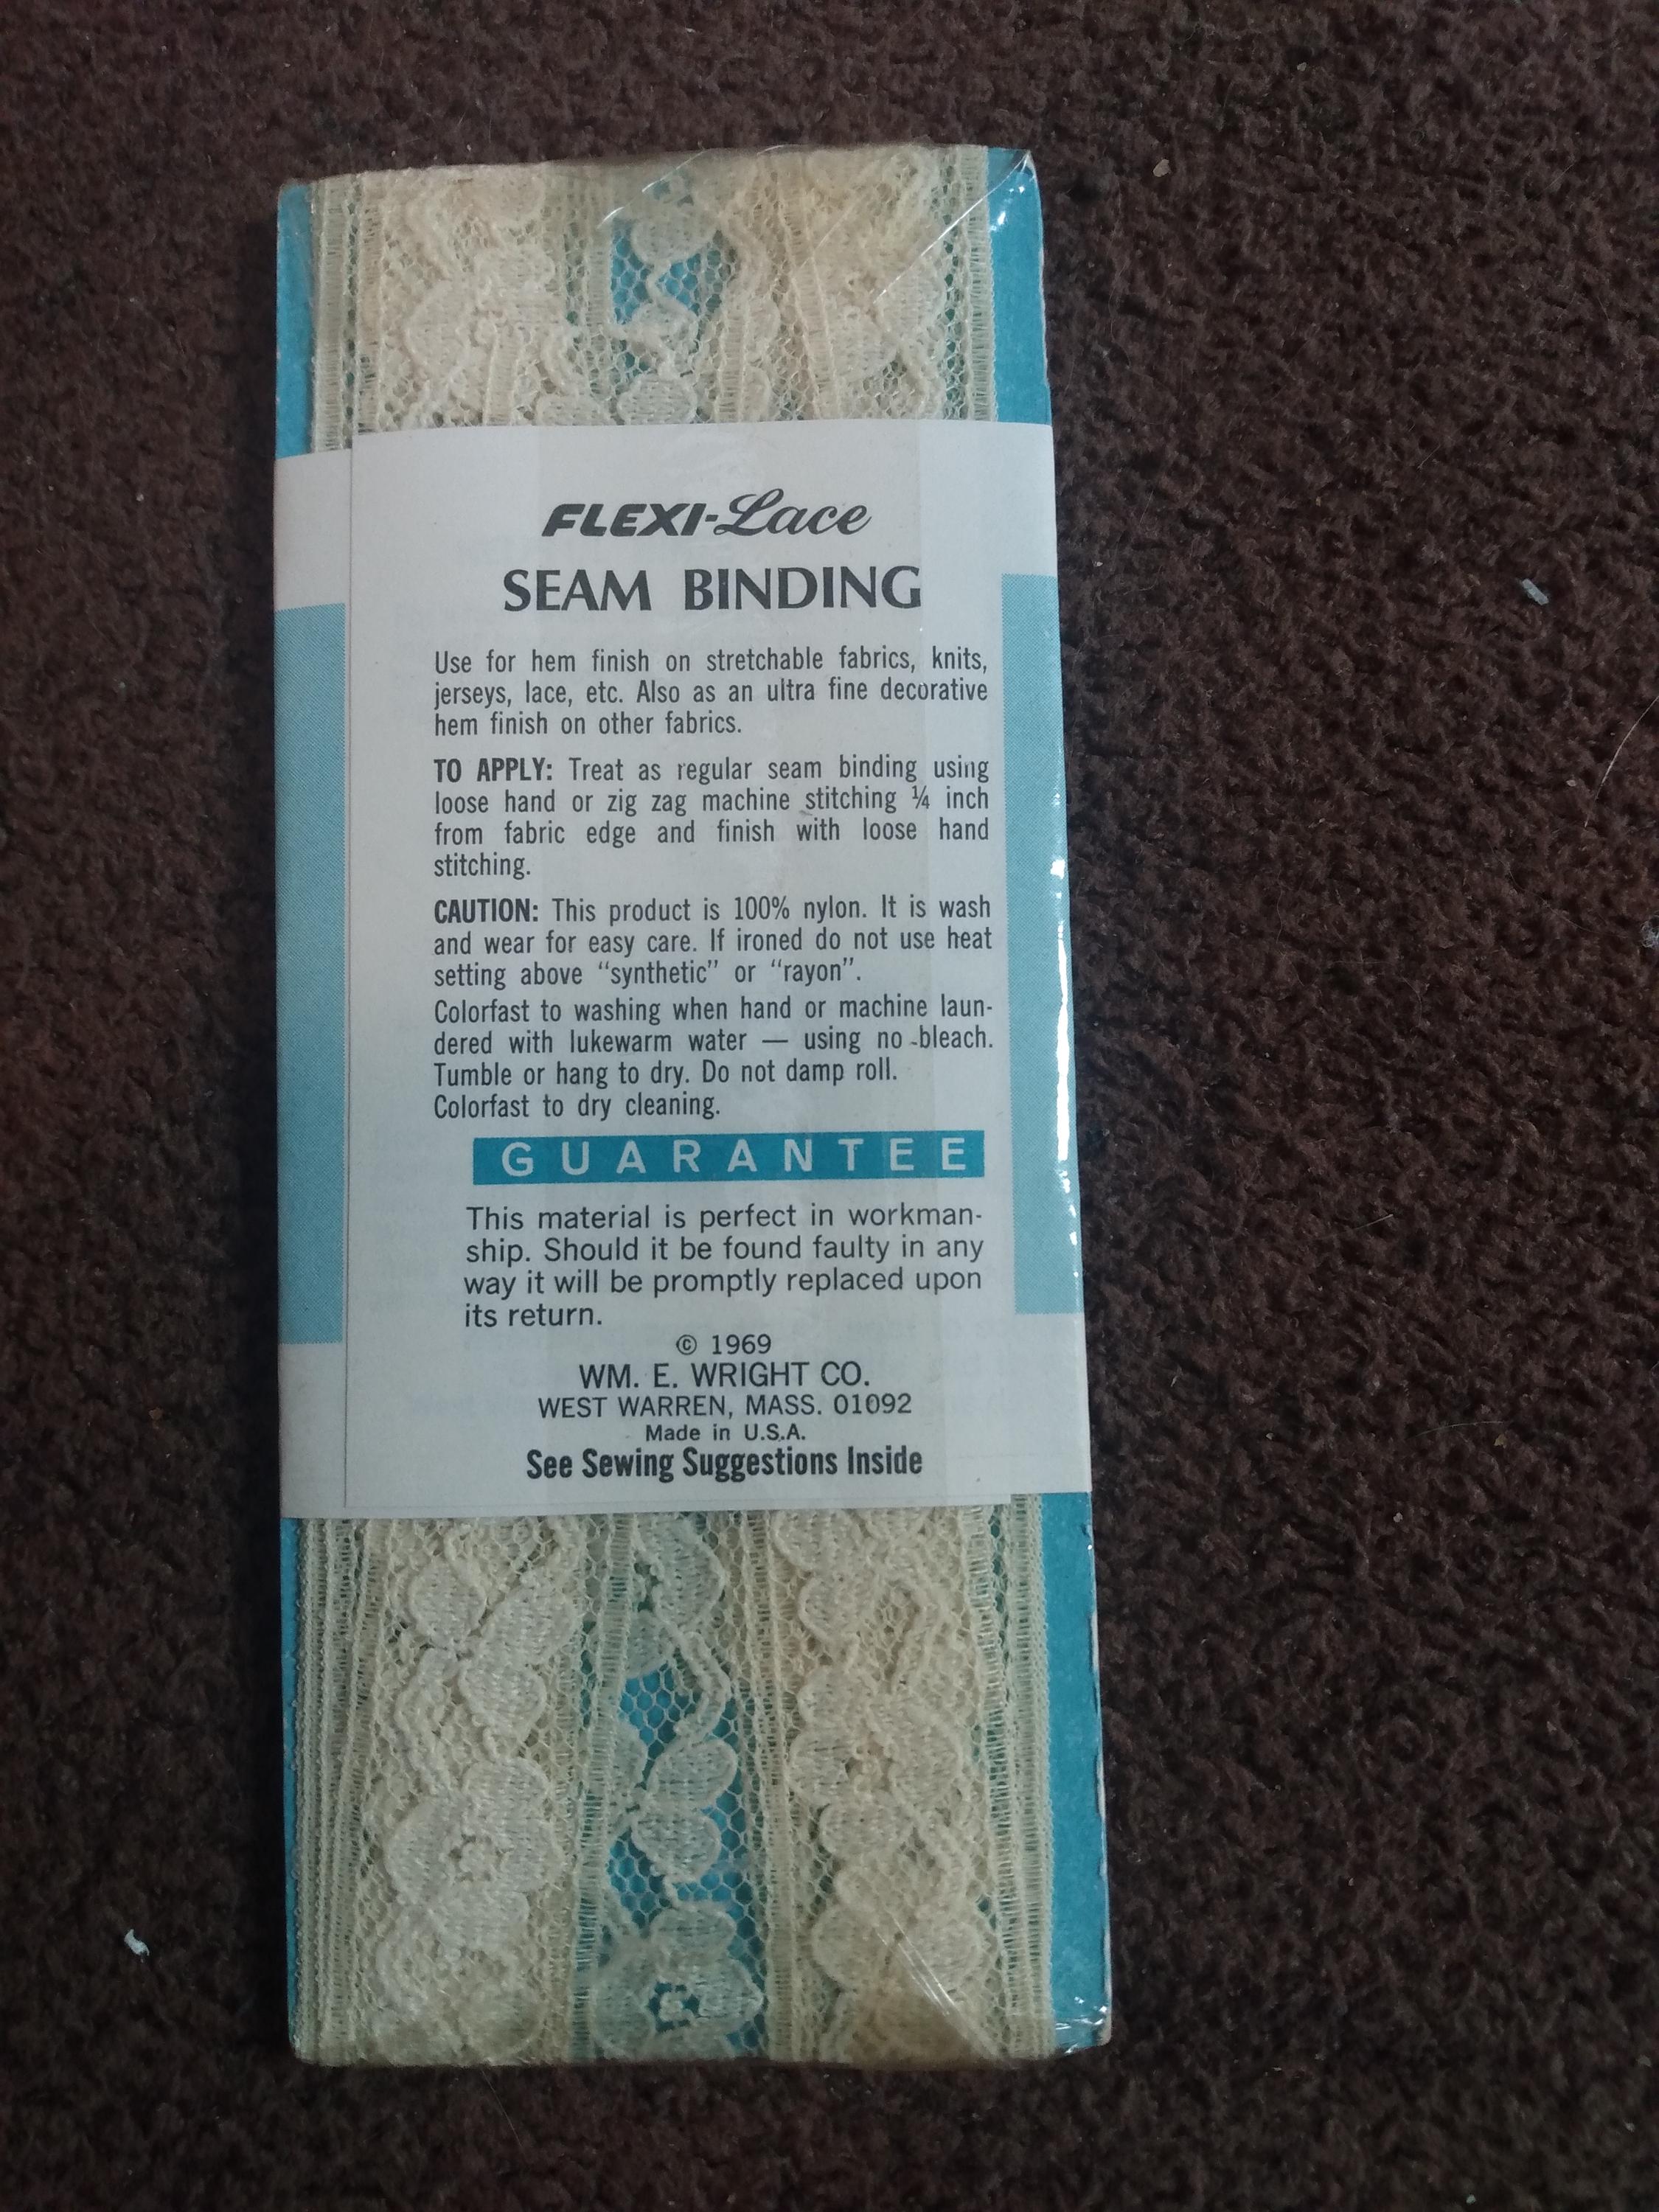 FLEXI-Lace
SEAM BINDING
Use for hem finish on stretchable fabrics, knits,
jerseys, lace, etc. Also as an ultra fine decorative
hem finish on other fabrics.
TO APPLY: Treat as regular seam binding using
loose hand or zig zag machine stitching ¼ inch
from fabric edge and finish with loose hand
stitching.
CAUTION: This product is 100% nylon. It is wash
and wear for easy care. If ironed do not use heat
setting above “synthetic” or “rayon”.
Colorfast to washing when hand or machine laun-
dered with lukewarm water — using no bleach.
Tumble or hang to dry. Do not damp roll.
Colorfast to dry cleaning.
GUARANTEE
This material is perfect in workman-
ship. Should it be found faulty in any
way it will be promptly replaced upon
its return.
© 1969
WM. E. WRIGHT CO.
WEST WARREN, MASS. 01092
Made in U.S.A.
See Sewing Suggestions Inside